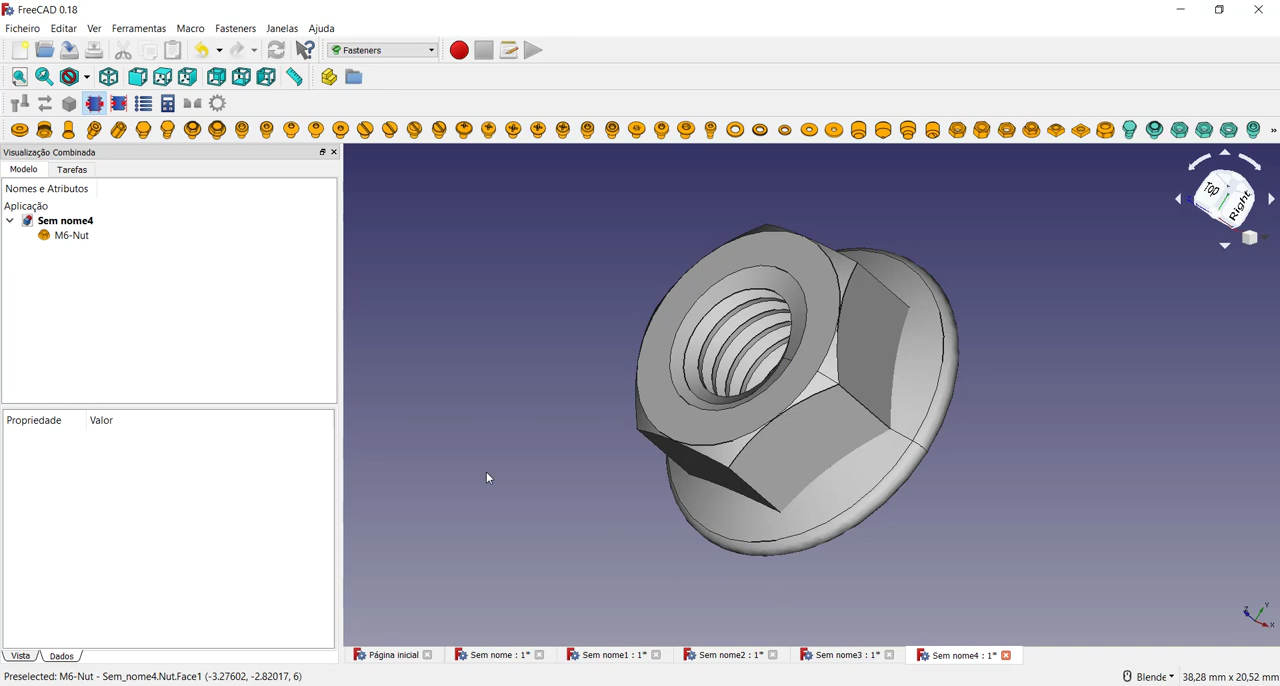 FreeCAD 0.18
Ficheiro Editar Ver Ferramentas Macro Fasteners Janelas Ajuda
Fasteners
Visualização Combinada
Modelo Tarefas
Nomes e Atributos
Aplicação
Sem nome4
M6-Nut
Propriedade Valor
Top Right
Z Y X
Vista Dados
Página inicial Sem nome : 1* Sem nome1 : 1* Sem nome2 : 1* Sem nome3 : 1* Sem nome4 : 1*
Preselected: M6-Nut - Sem_nome4.Nut.Face1 (-3.27602, -2.82017, 6) Blende 38,28 mm x 20,52 mm